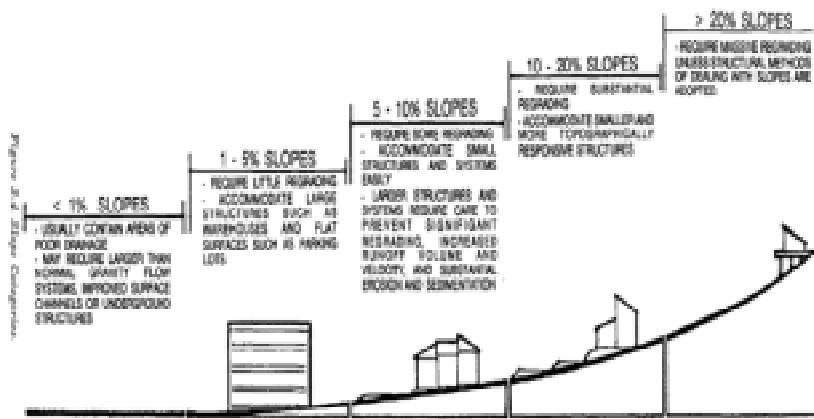 < 1% SLOPES
- USUALLY CONTAIN AREAS OF
POOR DRAINAGE
- MAY REQUIRE LARGER THAN
NORMAL GRAVITY FLOW
SYSTEMS, IMPROVED SURFACE
CHANNELS OR UNDERGROUND
STRUCTURES
1 - 5% SLOPES
- REQUIRE LITTLE REGRADING
- ACCOMMODATE LARGE
STRUCTURES SUCH AS
WAREHOUSES AND FLAT
SURFACES SUCH AS PARKING
LOTS
5 - 10% SLOPES
- REQUIRE SOME REGRADING
- ACCOMMODATE SMALL
STRUCTURES AND SYSTEMS
EASILY
- LARGER STRUCTURES AND
SYSTEMS REQUIRE CARE TO
PREVENT SIGNIFICANT
REGRADING, INCREASED
RUNOFF VOLUME AND
VELOCITY, AND SUBSTANTIAL
EROSION AND SEDIMENTATION
10 - 30% SLOPES
- REQUIRE SUBSTANTIAL
REGRADING
- ACCOMMODATE SMALLER AND
MORE TOPOGRAPHICALLY
RESPONSIVE STRUCTURES
> 20% SLOPES
- REQUIRE MASSIVE REGRADING
UNLESS STRUCTURAL METHODS
OF DEALING WITH SLOPES ARE
ADOPTED
Slope Categories.